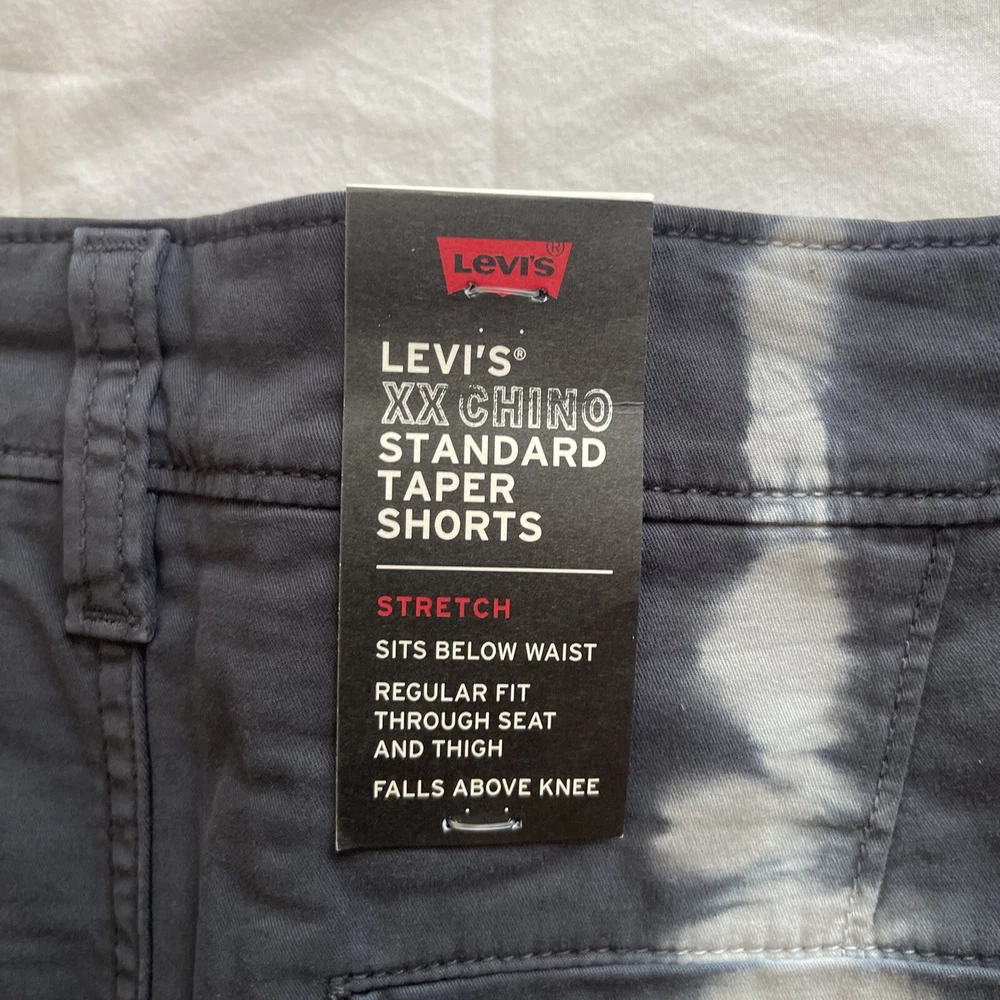 LEVI'S®
LEVI'S®
XX CHINO
STANDARD
TAPER
SHORTS
STRETCH
SITS BELOW WAIST
REGULAR FIT
THROUGH SEAT
AND THIGH
FALLS ABOVE KNEE